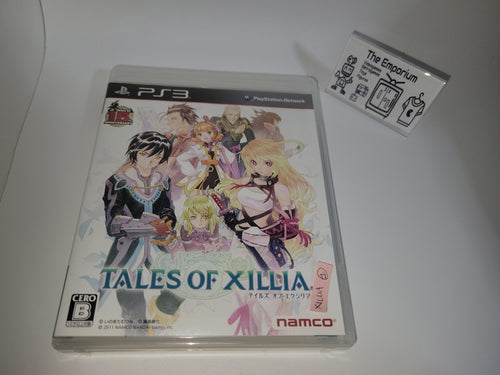 PS3
PlayStation Network
The Emporium
TALES OF XILLIA
テイルズ オブ エクシリア
XILLIA
CERO
B
namco
© 2011 NAMCO BANDAI Games Inc.